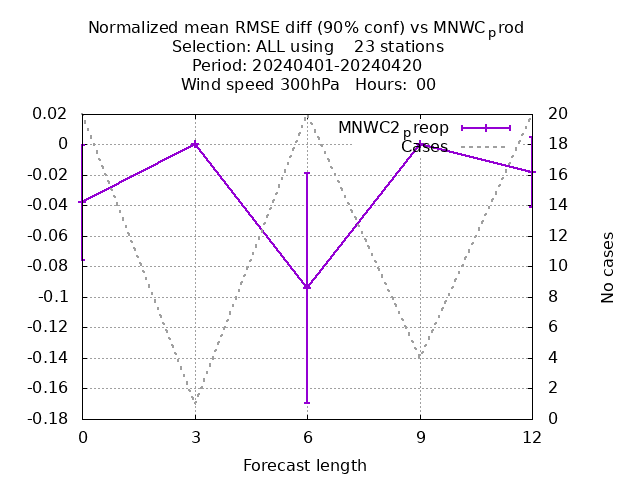 Normalized mean RMSE diff (90% conf) vs MNWCprod
Selection: ALL using 23 stations
Period: 20240401-20240420
Wind speed 300hPa Hours: 00
MNWC2preop
Cases
0.02
0
-0.02
-0.04
-0.06
-0.08
-0.1
-0.12
-0.14
-0.16
-0.18
20
18
16
14
12
10
8
6
4
2
0
No cases
0 3 6 9 12
Forecast length